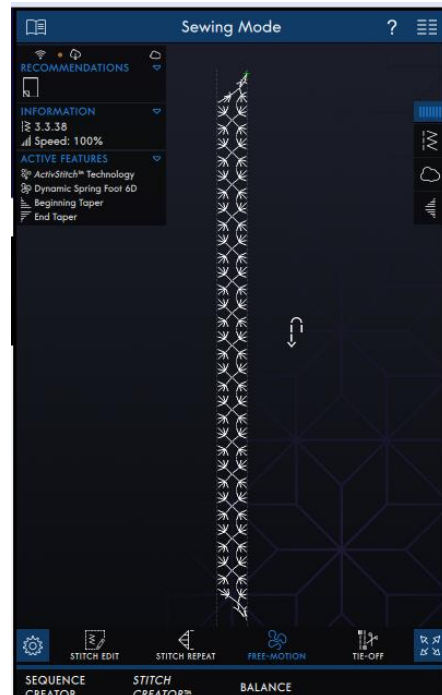 Sewing Mode
?
RECOMMENDATIONS
INFORMATION
3.3.38
Speed: 100%
ACTIVE FEATURES
ActivStitch™ Technology
Dynamic Spring Foot 6D
Beginning Taper
End Taper
STITCH EDIT
STITCH REPEAT
FREE-MOTION
TIE-OFF
SEQUENCE
CREATOR
STITCH
CREATOR™
BALANCE